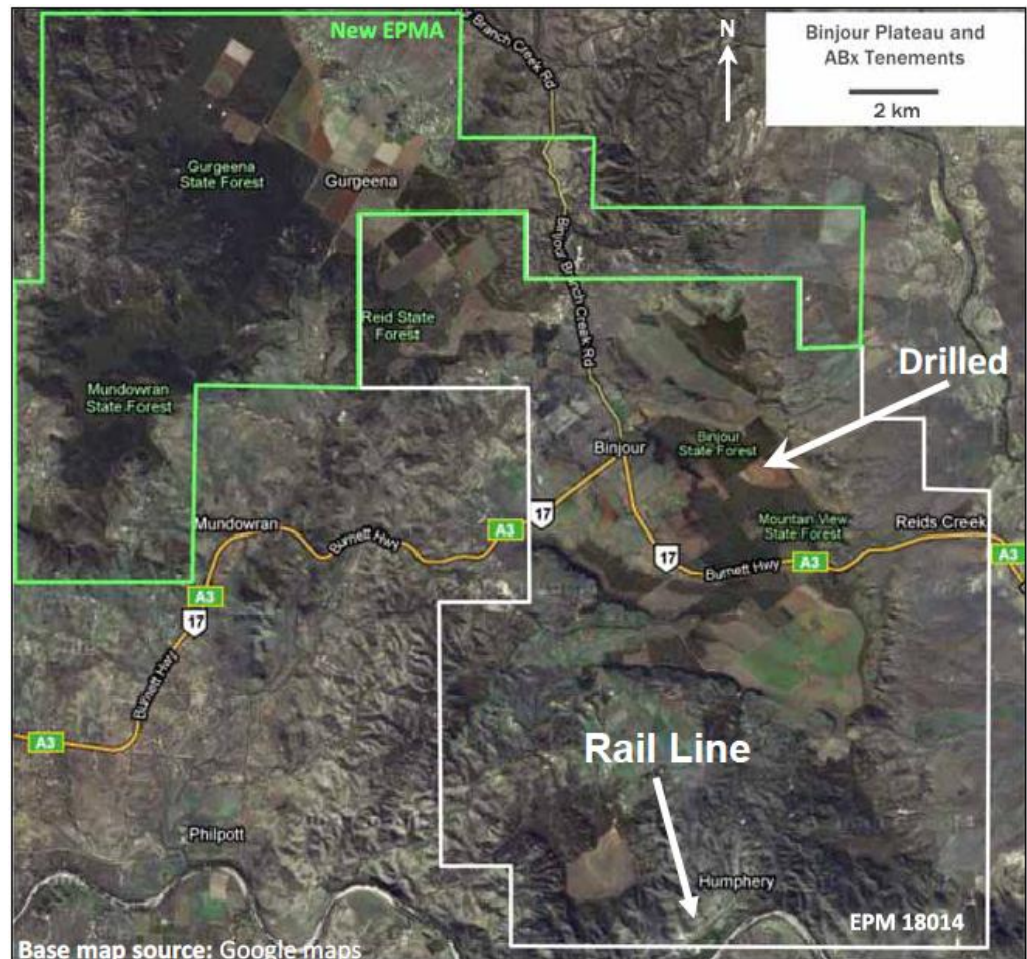 New EPMA
Branch Creek Rd
N
Binjour Plateau and
ABx Tenements
2 km
Gurgeena
State Forest
Gurgeena
Binjour Branch Creek Rd
Reid State
Forest
Mundowran
State Forest
Drilled
Binjour
State Forest
Binjour
17
A3
Mundowran
Burnett Hwy
Mountain View
State Forest
Reids Creek
17
Burnett Hwy
A3
A3
A3
17
Burnett Hwy
A3
Rail Line
Philpott
Humphery
EPM 18014
Base map source: Google maps